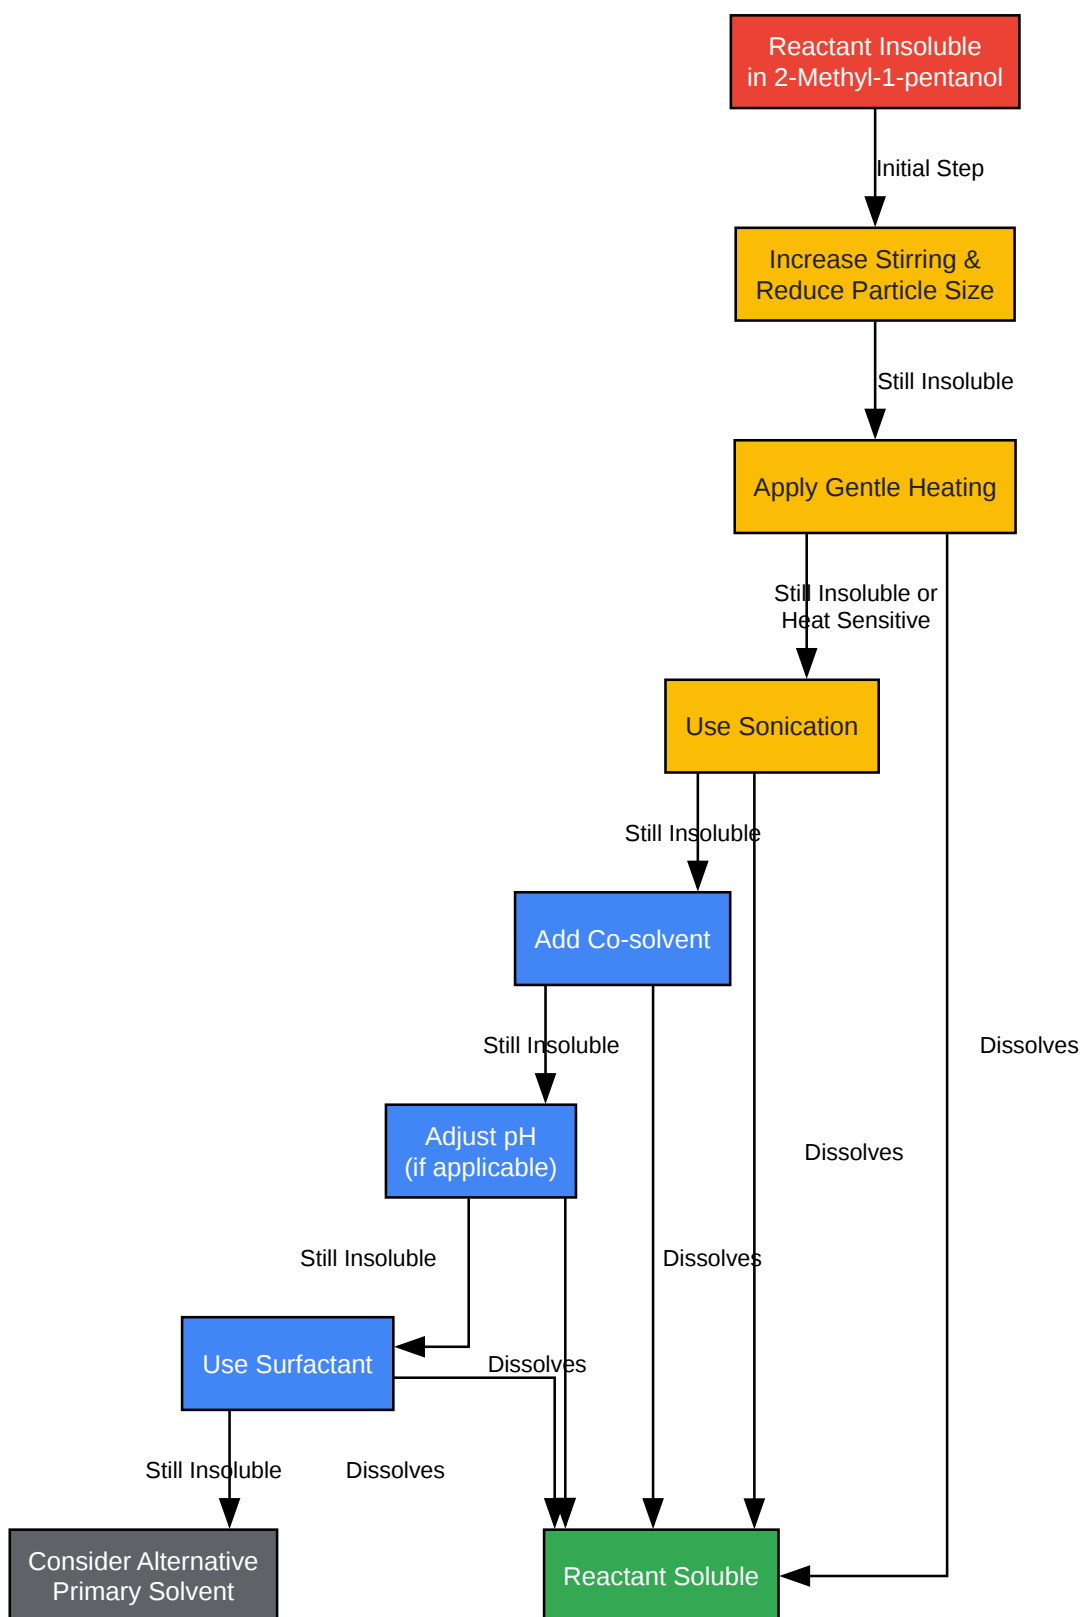 Reactant Insoluble
in 2-Methyl-1-pentanol
Initial Step
Increase Stirring &
Reduce Particle Size
Still Insoluble
Apply Gentle Heating
Still Insoluble or
Heat Sensitive
Use Sonication
Still Insoluble
Add Co-solvent
Still Insoluble
Dissolves
Adjust pH
(if applicable)
Dissolves
Still Insoluble
Dissolves
Use Surfactant
Dissolves
Still Insoluble
Dissolves
Consider Alternative
Primary Solvent
Reactant Soluble